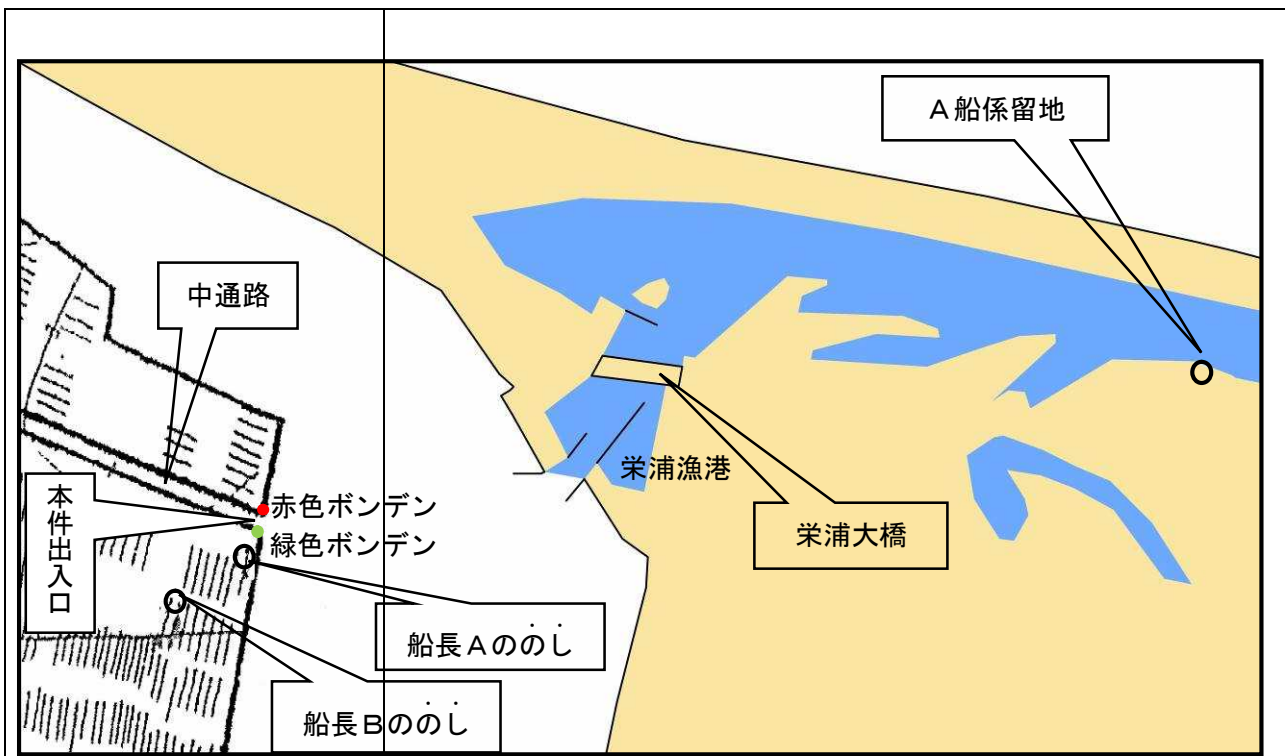 A船係留地
中通路
赤色ボンデン
緑色ボンデン
本件出入口
栄浦漁港
栄浦大橋
船長Aののし
船長Bののし